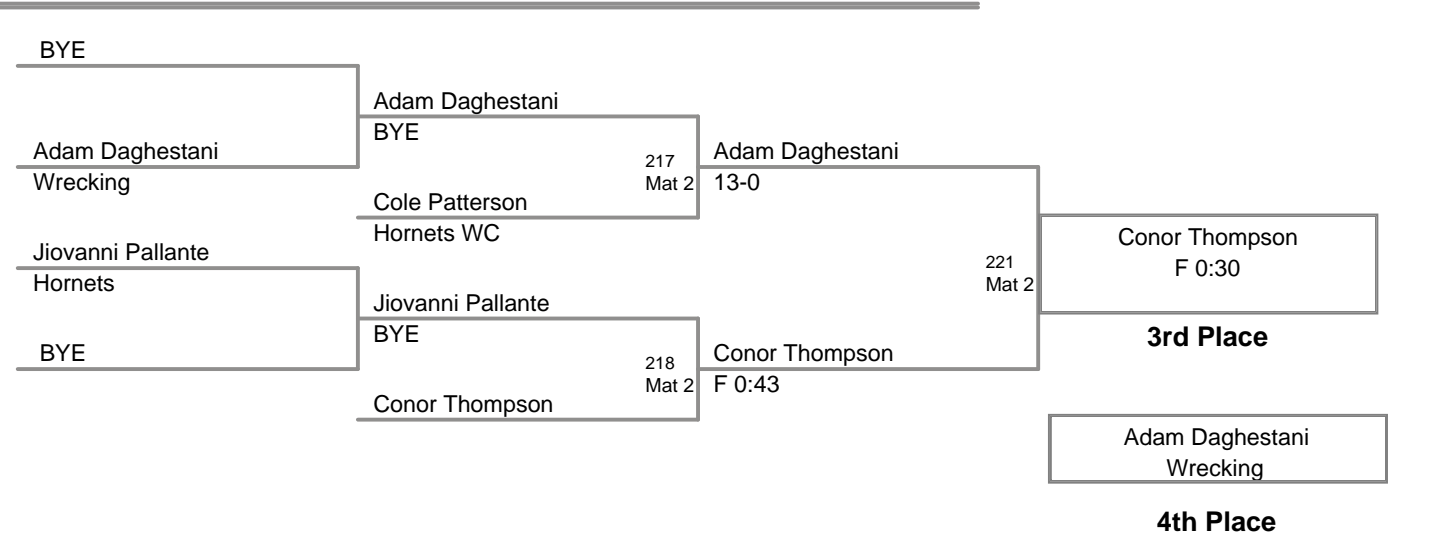 BYE
Adam Daghestani
BYE
Adam Daghestani
Wrecking
217
Mat 2
Adam Daghestani
13-0
Cole Patterson
Hornets WC
Jiovanni Pallante
Hornets
221
Mat 2
Conor Thompson
F 0:30
3rd Place
Jiovanni Pallante
BYE
BYE
218
Mat 2
Conor Thompson
F 0:43
Conor Thompson
Adam Daghestani
Wrecking
4th Place